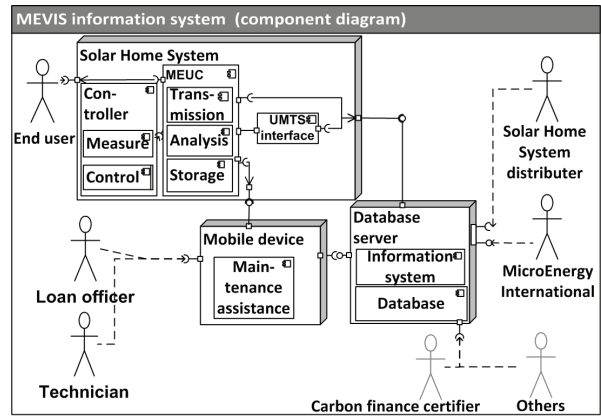 MEVIS information system (component diagram)
Solar Home System
MEUC
Con-
troller
Trans-
mission
UMTS
interface
End user
Measure
Analysis
Control
Storage
Solar Home
System
distributer
Mobile device
Database
server
Main-
tenance
assistance
Information
system
Database
MicroEnergy
International
Loan officer
Technician
Carbon finance certifier
Others